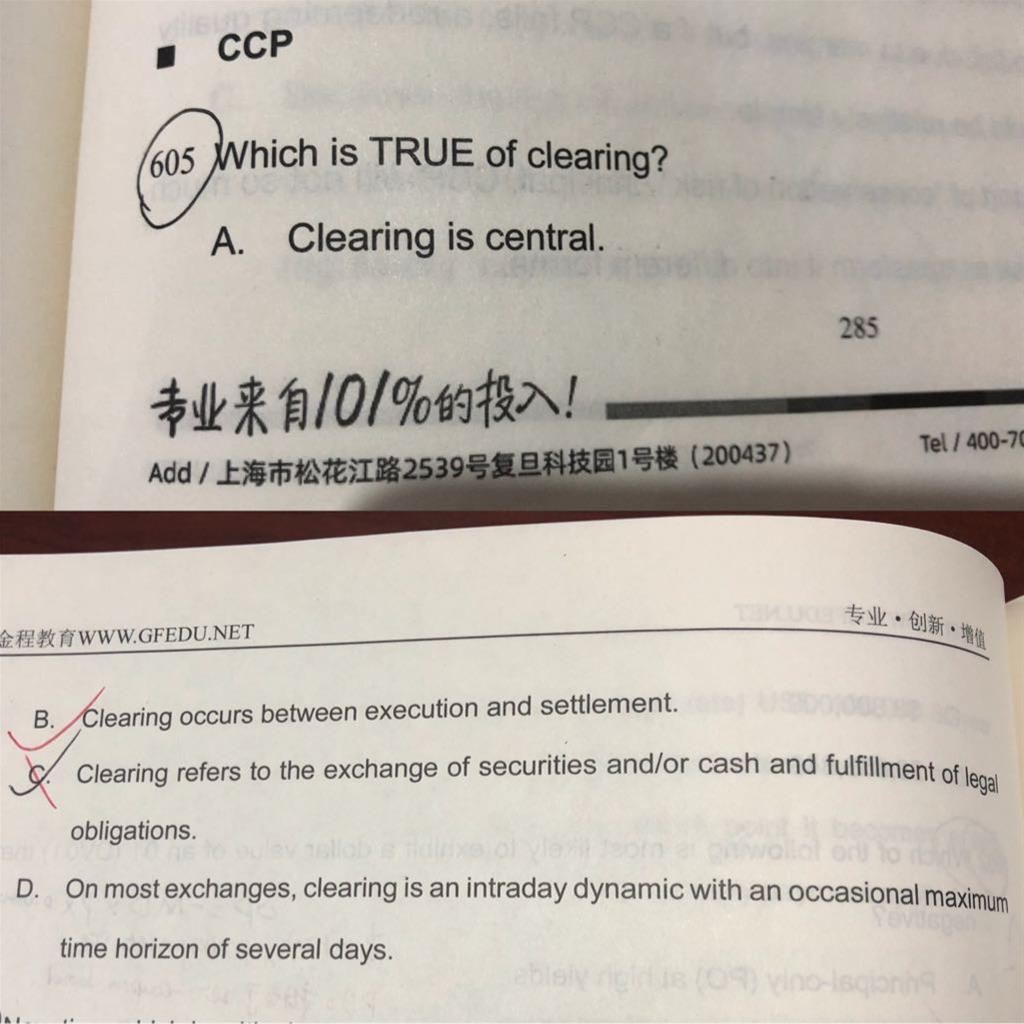 ■ CCP
605 Which is TRUE of clearing?
A. Clearing is central.
285
专业来自101%的投入!
Add / 上海市松花江路2539号复旦科技园1号楼（200437） Tel / 400-70
金程教育WWW.GFEDU.NET 专业·创新·增值
B. Clearing occurs between execution and settlement.
C. Clearing refers to the exchange of securities and/or cash and fulfillment of legal
obligations.
D. On most exchanges, clearing is an intraday dynamic with an occasional maximum
time horizon of several days.